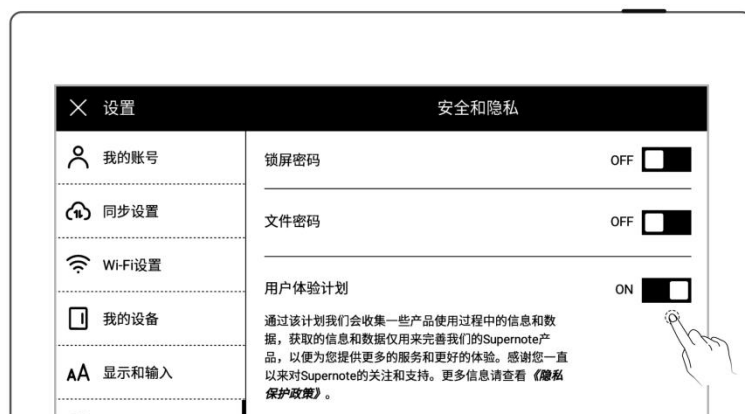 设置
安全和隐私
我的账号
锁屏密码 OFF
同步设置
文件密码 OFF
Wi-Fi设置
用户体验计划 ON
我的设备
通过该计划我们会收集一些产品使用过程中的信息和数
据，获取的信息和数据仅用来完善我们的Supernote产
品，以便为您提供更多的服务和更好的体验。感谢您一直
以来对Supernote的关注和支持。更多信息请查看《隐私
保护政策》。
AA 显示和输入